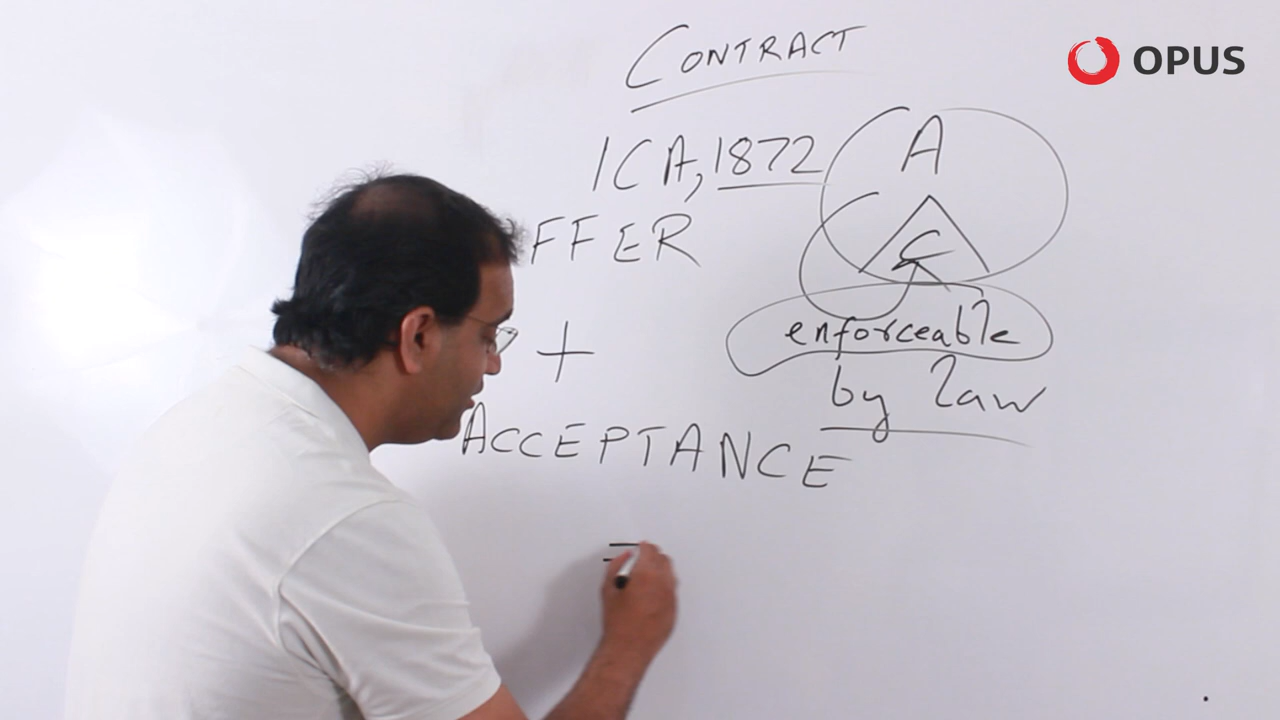 CONTRACT
OPUS
ICA, 1872
A
FFER
C
+
enforceable
by law
ACCEPTANCE
=